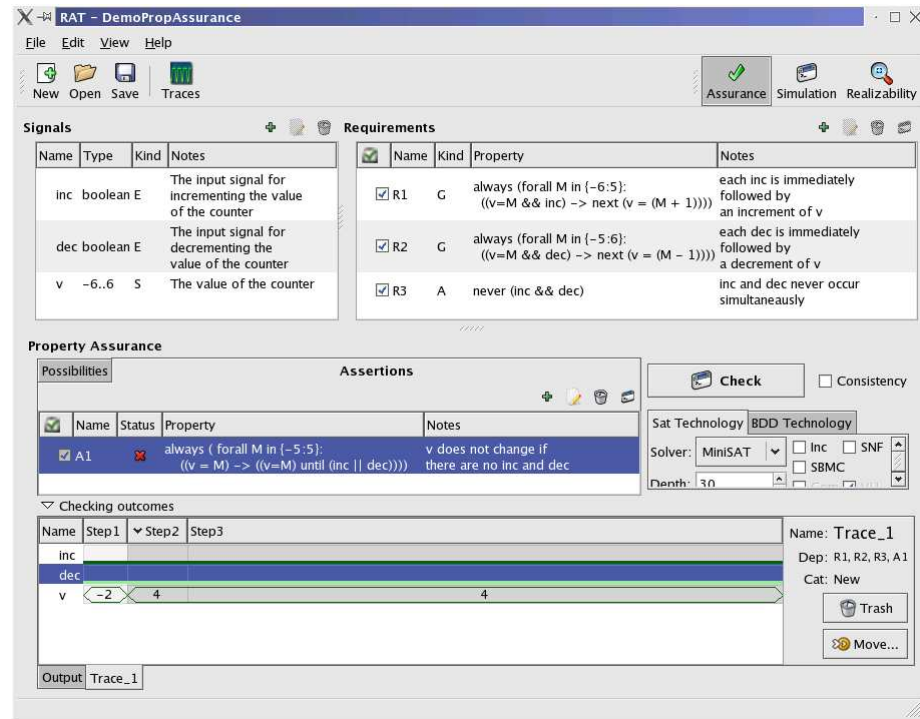 RAT - DemoPropAssurance
File Edit View Help
New Open Save Traces Assurance Simulation Realizability
Signals
Name Type Kind Notes
inc boolean E The input signal for
incrementing the value
of the counter
dec boolean E The input signal for
decrementing the
value of the counter
v -6..6 S The value of the counter
Requirements
Name Kind Property Notes
R1 G always (forall M in {-6:5}:
((v=M && inc) -> next (v = (M + 1))))
each inc is immediately
followed by
an increment of v
R2 G always (forall M in {-5:6}:
((v=M && dec) -> next (v = (M - 1))))
each dec is immediately
followed by
a decrement of v
R3 A never (inc && dec)
inc and dec never occur
simultaneausly
Property Assurance
Possibilities Assertions
Name Status Property Notes
A1 always ( forall M in {-5:5}:
((v = M) -> ((v=M) until (inc || dec))))
v does not change if
there are no inc and dec
Check Consistency
Sat Technology BDD Technology
Solver: MiniSAT Inc SNF
SBMC
Depth: 30
Checking outcomes
Name Step1 Step2 Step3
inc
dec
v -2 4 4
Name: Trace_1
Dep: R1, R2, R3, A1
Cat: New
Trash
Move...
Output Trace_1